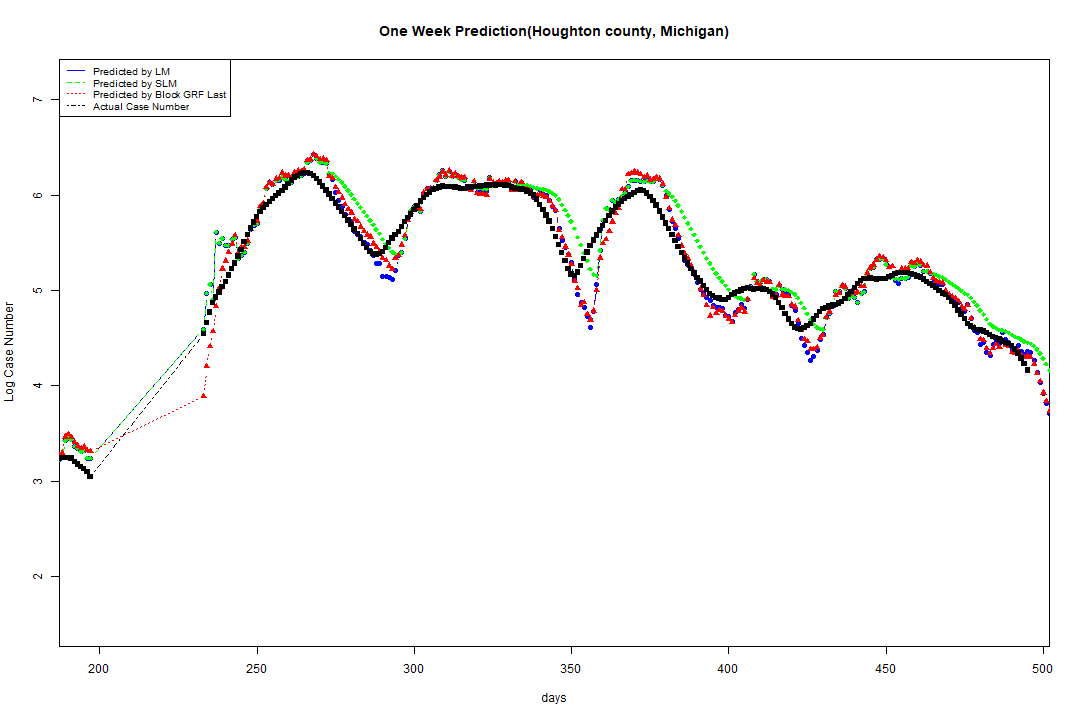 One Week Prediction(Houghton county, Michigan)
Predicted by LM
Predicted by SLM
Predicted by Block GRF Last
Actual Case Number
7
6
5
4
3
2
Log Case Number
200 250 300 350 400 450 500
days